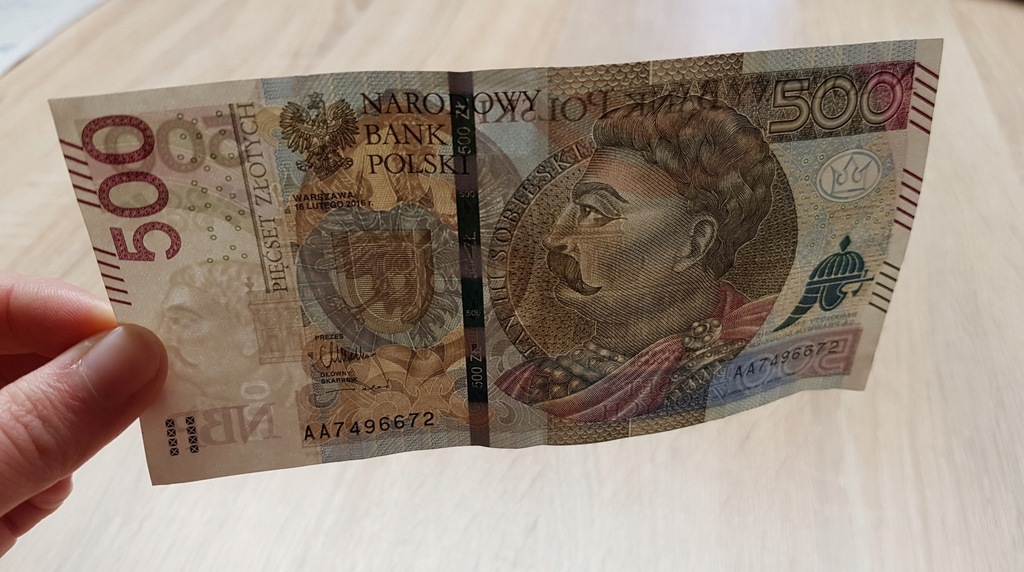 500
PIĘĆSET ZŁOTYCH
NARODOWY
BANK
POLSKI
WARSZAWA
16 LUTEGO 2016 r.
PREZES
GŁÓWNY
SKARBNIK
AA7496672
500 ZŁ
500
500 ZŁ
JAN III SOBIESKI
500
AA7496672